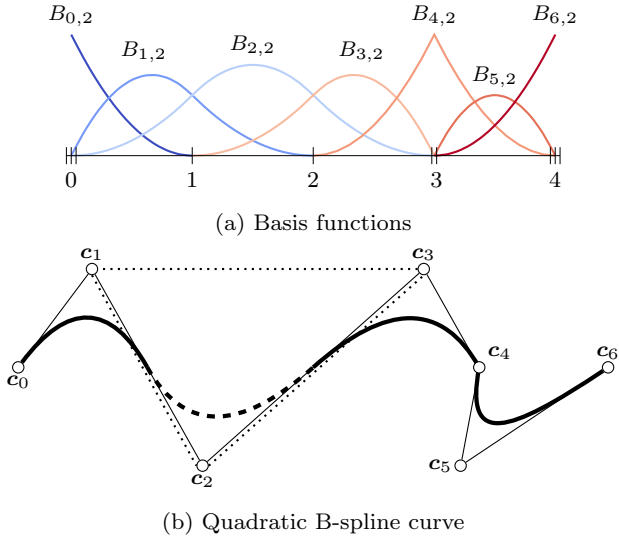 B₀,₂ B₄,₂ B₆,₂
B₁,₂ B₂,₂ B₃,₂
B₅,₂
0 1 2 3 4
(a) Basis functions
c₁ c₃
c₀ c₄ c₆
c₅
c₂
(b) Quadratic B-spline curve